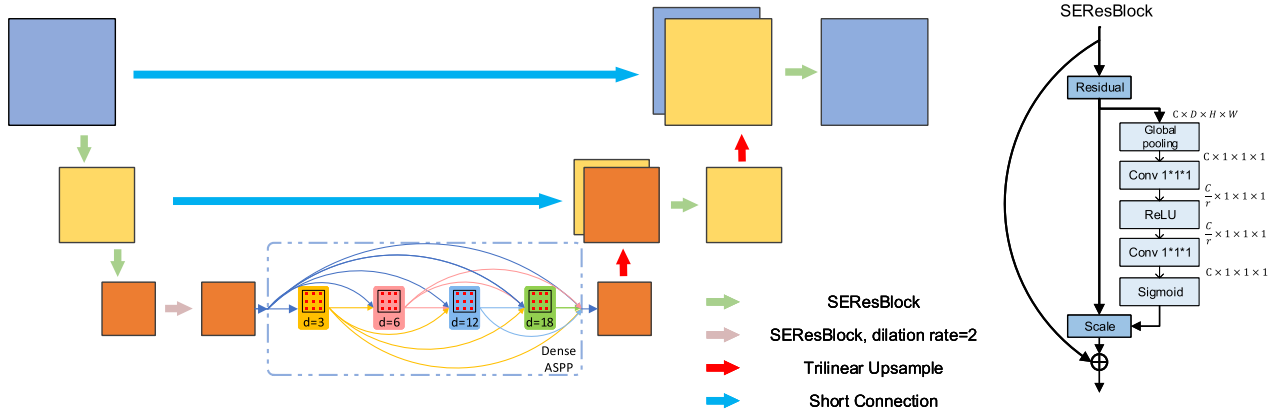 d=3
d=6
d=12
d=18
Dense
ASPP
SEResBlock
SEResBlock, dilation rate=2
Trilinear Upsample
Short Connection
SEResBlock
Residual
C × D × H × W
Global
pooling
C × 1 × 1 × 1
Conv 1*1*1
C/r × 1 × 1 × 1
ReLU
C/r × 1 × 1 × 1
Conv 1*1*1
C × 1 × 1 × 1
Sigmoid
Scale